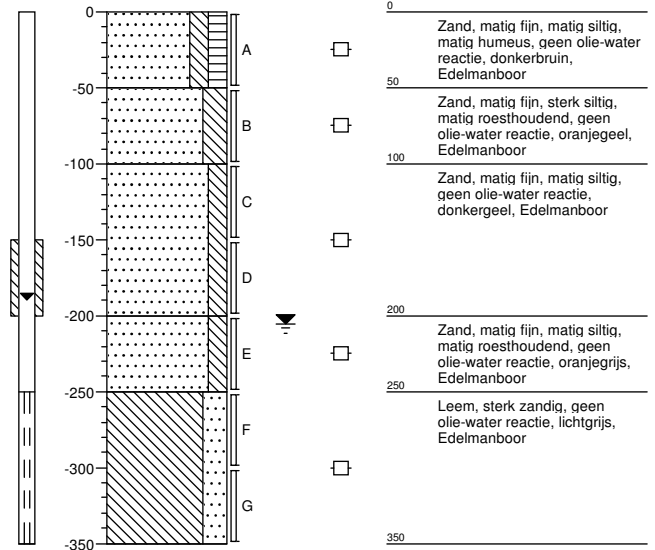 0
-50
-100
-150
-200
-250
-300
-350
A
B
C
D
E
F
G
0
Zand, matig fijn, matig siltig,
matig humeus, geen olie-water
reactie, donkerbruin,
Edelmanboor
50
Zand, matig fijn, sterk siltig,
matig roesthoudend, geen
olie-water reactie, oranjegeel,
Edelmanboor
100
Zand, matig fijn, matig siltig,
geen olie-water reactie,
donkergeel, Edelmanboor
200
Zand, matig fijn, matig siltig,
matig roesthoudend, geen
olie-water reactie, oranjegrijs,
Edelmanboor
250
Leem, sterk zandig, geen
olie-water reactie, lichtgrijs,
Edelmanboor
350